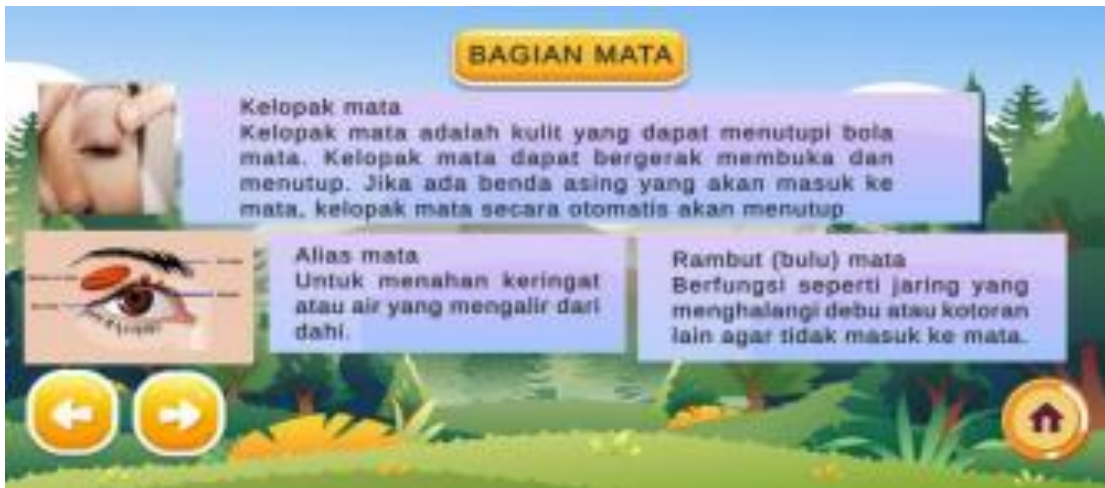 BAGIAN MATA
Kelopak mata
Kelopak mata adalah kulit yang dapat menutupi bola
mata. Kelopak mata dapat bergerak membuka dan
menutup. Jika ada benda asing yang akan masuk ke
mata, kelopak mata secara otomatis akan menutup
Alias mata
Untuk menahan keringat
atau air yang mengalir dari
dahi.
Rambut (bulu) mata
Berfungsi seperti jaring yang
menghalangi debu atau kotoran
lain agar tidak masuk ke mata.